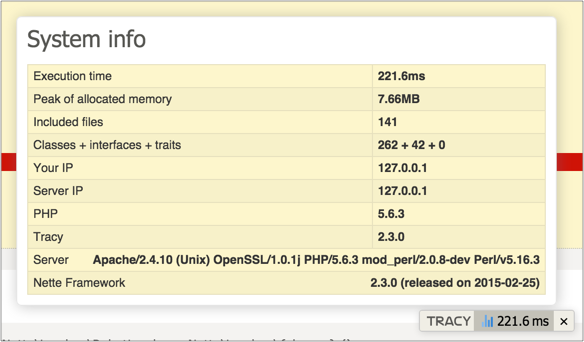 System info
Execution time 221.6ms
Peak of allocated memory 7.66MB
Included files 141
Classes + interfaces + traits 262 + 42 + 0
Your IP 127.0.0.1
Server IP 127.0.0.1
PHP 5.6.3
Tracy 2.3.0
Server Apache/2.4.10 (Unix) OpenSSL/1.0.1j PHP/5.6.3 mod_perl/2.0.8-dev Perl/v5.16.3
Nette Framework 2.3.0 (released on 2015-02-25)
TRACY 221.6 ms ×